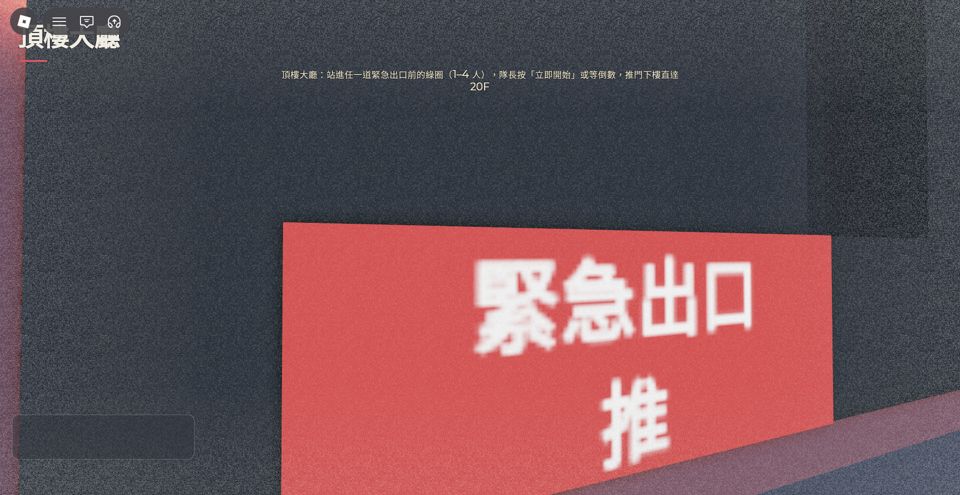 頂樓大廳
頂樓大廳：站進任一道緊急出口前的綠圈（1–4 人），隊長按「立即開始」或等倒數，推門下樓直達
20F
緊急出口
推